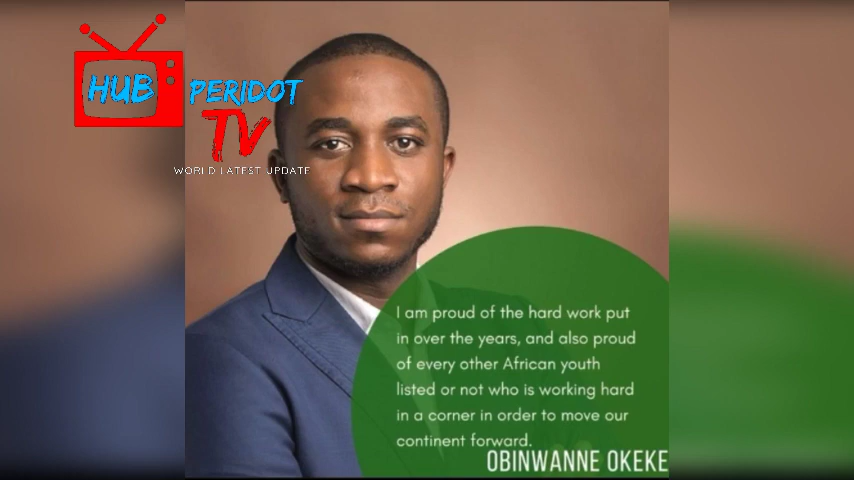 HUB
PERIDOT
TV
WORLD LATEST UPDATE
I am proud of the hard work put
in over the years, and also proud
of every other African youth
listed or not who is working hard
in a corner in order to move our
continent forward.
OBINWANNE OKEKE